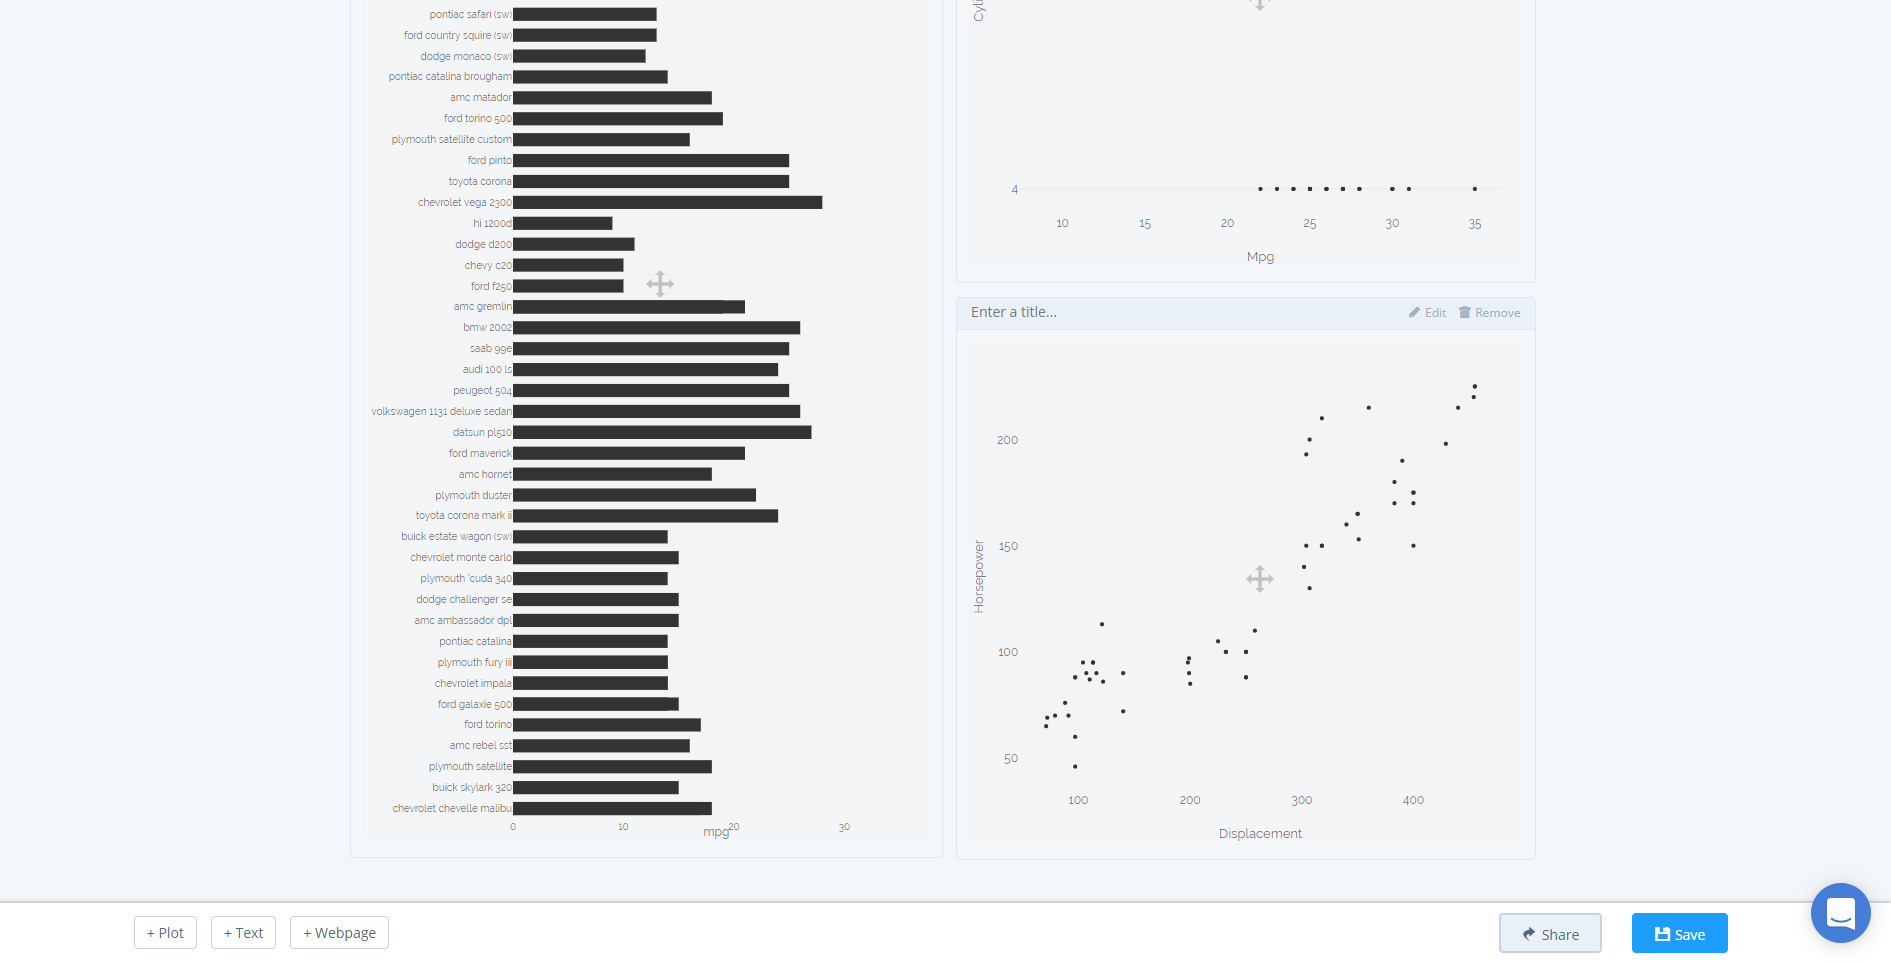 pontiac safari (sw)
ford country squire (sw)
dodge monaco (sw)
pontiac catalina brougham
amc matador
ford torino 500
plymouth satellite custom
ford pinto
toyota corona
chevrolet vega 2300
hi 1200d
dodge d200
chevy c20
ford f250
amc gremlin
bmw 2002
saab 99e
audi 100 ls
peugeot 504
volkswagen 1131 deluxe sedan
datsun pl510
ford maverick
amc hornet
plymouth duster
toyota corona mark ii
buick estate wagon (sw)
chevrolet monte carlo
plymouth 'cuda 340
dodge challenger se
amc ambassador dpl
pontiac catalina
plymouth fury iii
chevrolet impala
ford galaxie 500
ford torino
amc rebel sst
plymouth satellite
buick skylark 320
chevrolet chevelle malibu
0 10 20 30
mpg
4
10 15 20 25 30 35
Mpg
Enter a title...
Edit Remove
200
150
100
50
Horsepower
100 200 300 400
Displacement
+ Plot + Text + Webpage
Share Save